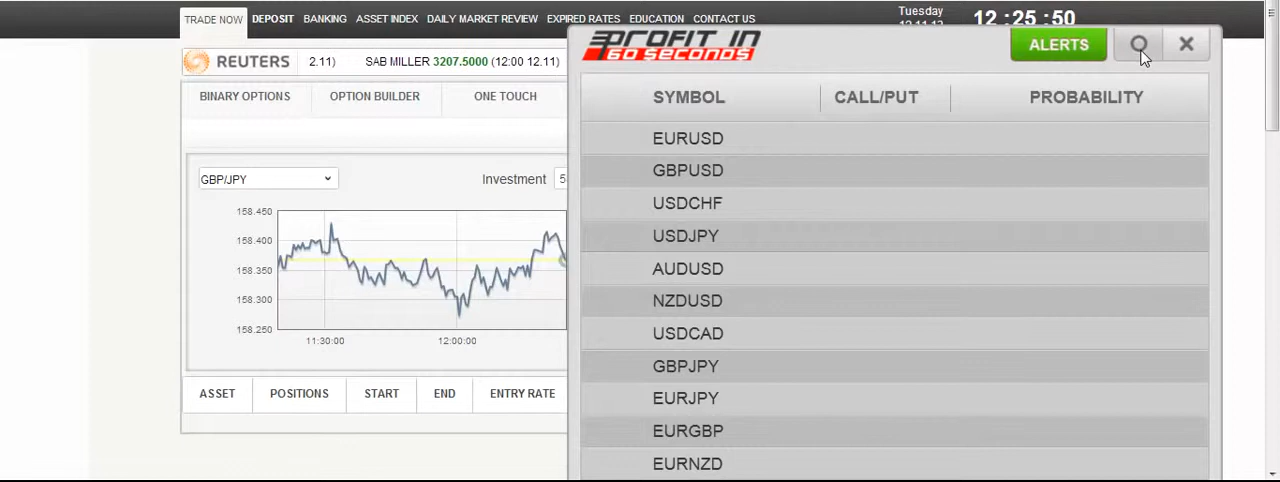 TRADE NOW DEPOSIT BANKING ASSET INDEX DAILY MARKET REVIEW EXPIRED RATES EDUCATION CONTACT US Tuesday 12 : 25 : 50
REUTERS 2.11) SAB MILLER 3207.5000 (12:00 12.11)
PROFIT IN
60 SECONDS
ALERTS
BINARY OPTIONS OPTION BUILDER ONE TOUCH
SYMBOL CALL/PUT PROBABILITY
EURUSD
GBPUSD
USDCHF
USDJPY
AUDUSD
NZDUSD
USDCAD
GBPJPY
EURJPY
EURGBP
EURNZD
GBP/JPY Investment 5
158.450
158.400
158.350
158.300
158.250
11:30:00 12:00:00
ASSET POSITIONS START END ENTRY RATE